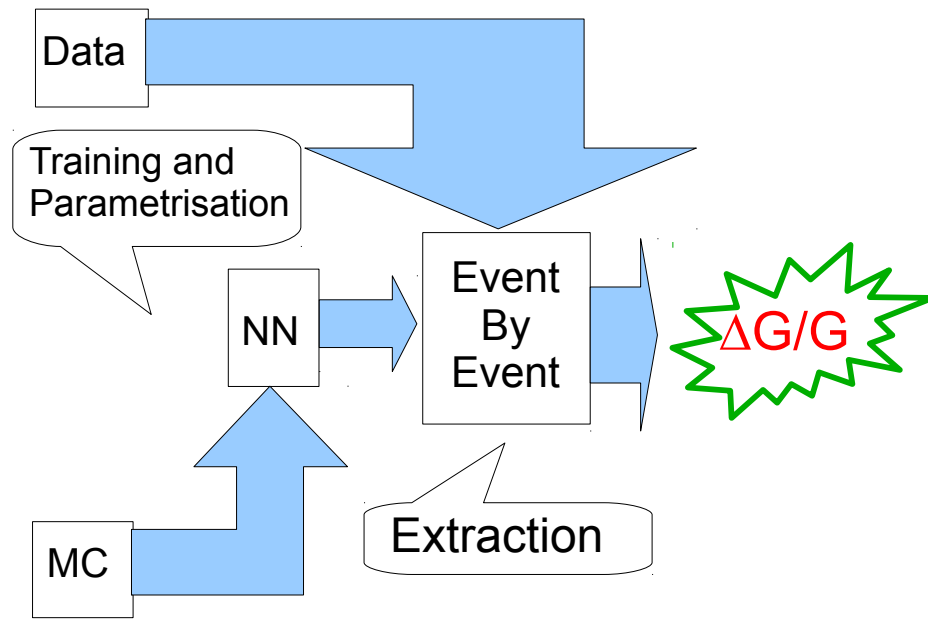 Data
Training and
Parametrisation
NN
Event
By
Event
ΔG/G
MC
Extraction